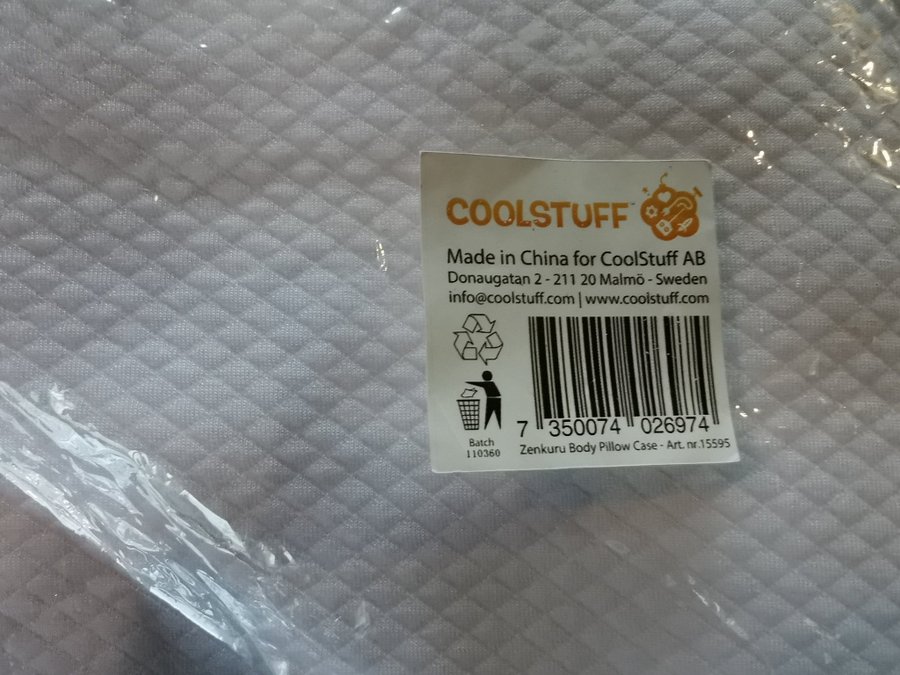 COOLSTUFF
Made in China for CoolStuff AB
Donaugatan 2 - 211 20 Malmö - Sweden
info@coolstuff.com | www.coolstuff.com
7 350074 026974
Batch
110360
Zenkuru Body Pillow Case - Art. nr.15595